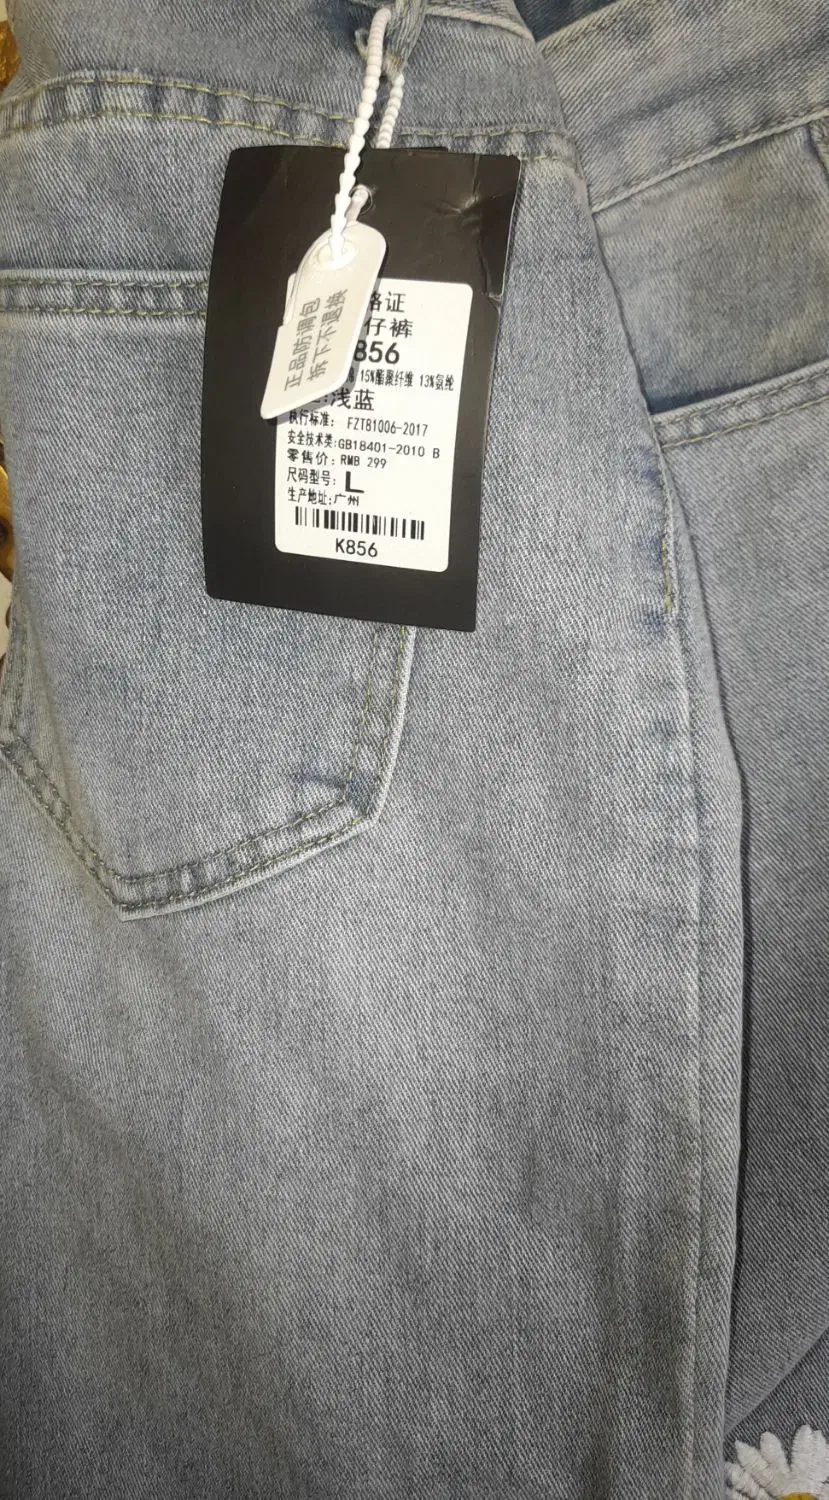 正品防调包
拆下不退换
格证
仔裤
856
15%酯聚纤维 13%氨纶
:浅蓝
执行标准: FZT81006-2017
安全技术类:GB18401-2010 B
零售价: RMB 299
尺码型号: L
生产地址:广州
K856